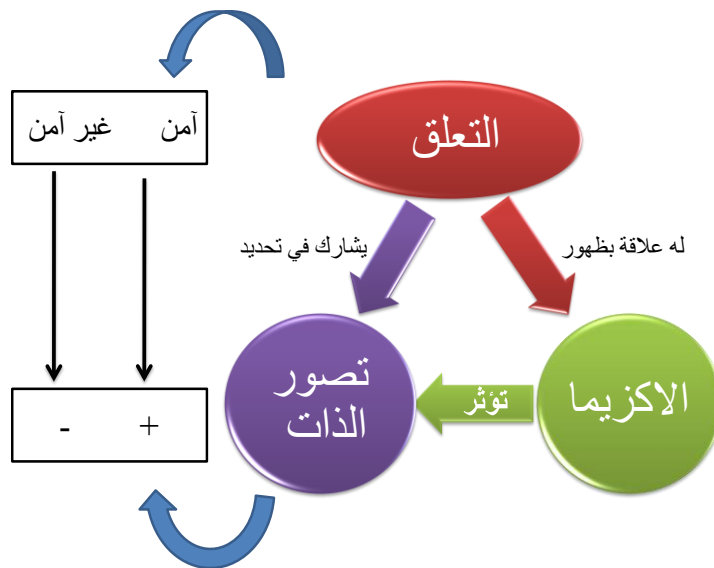 التعلق
آمن غير آمن
له علاقة بظهور
يشارك في تحديد
الاكزيما
تؤثر
تصور
الذات
+ -